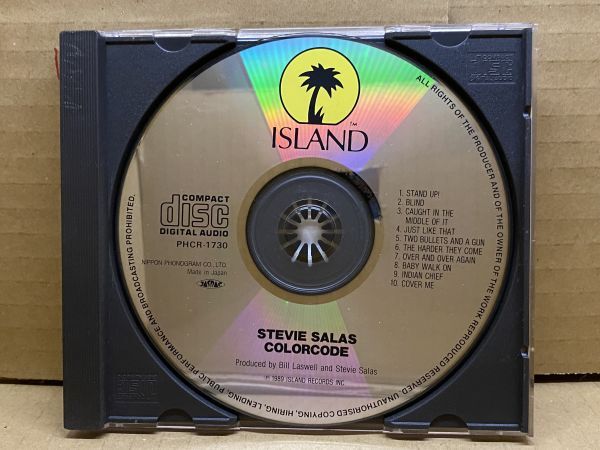 ISLAND
TM
COMPACT
disc
DIGITAL AUDIO
PHCR-1730
NIPPON PHONOGRAM CO., LTD.
Made in Japan
JASRAC
1. STAND UP!
2. BLIND
3. CAUGHT IN THE
MIDDLE OF IT
4. JUST LIKE THAT
5. TWO BULLETS AND A GUN
6. THE HARDER THEY COME
7. OVER AND OVER AGAIN
8. BABY WALK ON
9. INDIAN CHIEF
10. COVER ME
STEVIE SALAS
COLORCODE
Produced by Bill Laswell and Stevie Salas
℗ 1989 ISLAND RECORDS INC.
ALL RIGHTS OF THE PRODUCER AND OF THE OWNER OF THE WORK REPRODUCED RESERVED. UNAUTHORISED COPYING, HIRING, LENDING, PUBLIC PERFORMANCE AND BROADCASTING PROHIBITED.